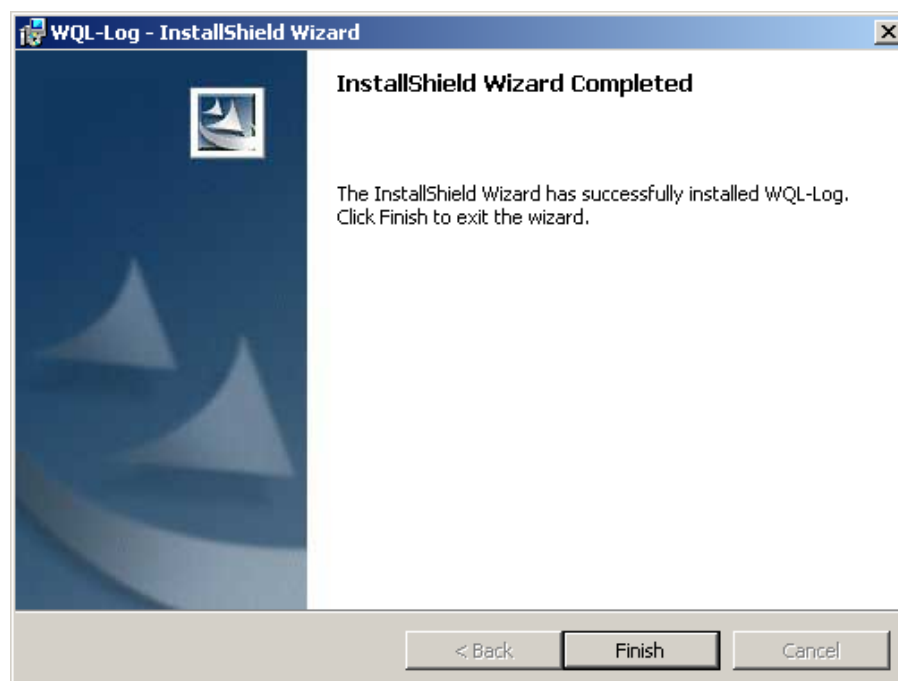 WQL-Log - InstallShield Wizard
InstallShield Wizard Completed
The InstallShield Wizard has successfully installed WQL-Log.
Click Finish to exit the wizard.
< Back
Finish
Cancel